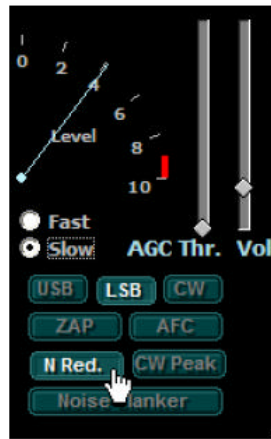 0 2 4
6
Level
8
10
Fast
Slow AGC Thr. Vol
USB LSB CW
ZAP AFC
N Red. CW Peak
Noise